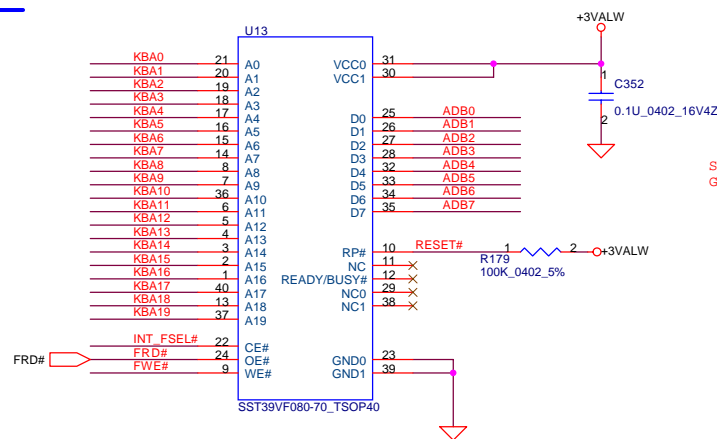 +3VALW
U13
KBA0 21 A0 VCC0 31
KBA1 20 A1 VCC1 30
KBA2 19 A2
KBA3 18 A3
KBA4 17 A4 D0 25 ADB0
KBA5 16 A5 D1 26 ADB1
KBA6 15 A6 D2 27 ADB2
KBA7 14 A7 D3 28 ADB3
KBA8 8 A8 D4 32 ADB4
KBA9 7 A9 D5 33 ADB5
KBA10 36 A10 D6 34 ADB6
KBA11 6 A11 D7 35 ADB7
KBA12 5 A12
KBA13 4 A13
KBA14 3 A14 RP# 10 RESET# 1 2 +3VALW
KBA15 2 A15 NC 11 R179
KBA16 1 A16 READY/BUSY# 12 100K_0402_5%
KBA17 40 A17 NC0 29
KBA18 13 A18 NC1 38
KBA19 37 A19
INT_FSEL# 22 CE#
FRD# FRD# 24 OE# GND0 23
FWE# 9 WE# GND1 39
SST39VF080-70_TSOP40
1 C352
0.1U_0402_16V4Z
2
S
G